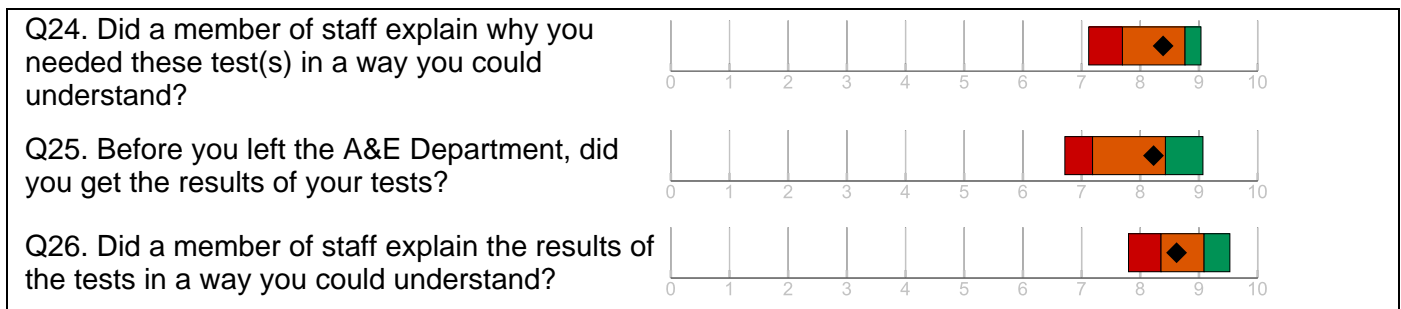 Q24. Did a member of staff explain why you
needed these test(s) in a way you could
understand?
0 1 2 3 4 5 6 7 8 9 10
Q25. Before you left the A&E Department, did
you get the results of your tests?
0 1 2 3 4 5 6 7 8 9 10
Q26. Did a member of staff explain the results of
the tests in a way you could understand?
0 1 2 3 4 5 6 7 8 9 10